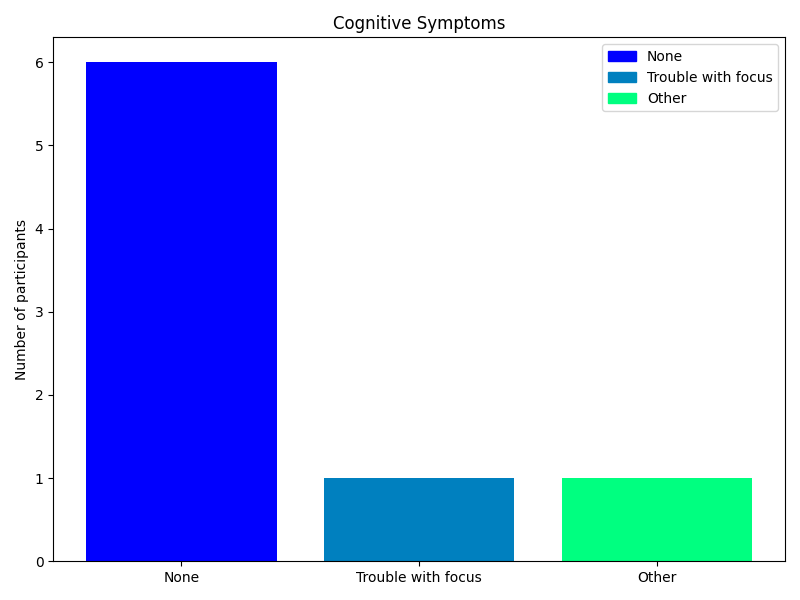 Cognitive Symptoms
None
Trouble with focus
Other
Number of participants
6
5
4
3
2
1
0
None
Trouble with focus
Other